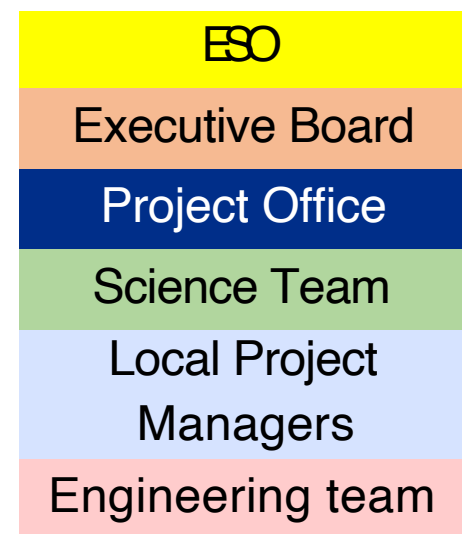 ESO
Executive Board
Project Office
Science Team
Local Project
Managers
Engineering team